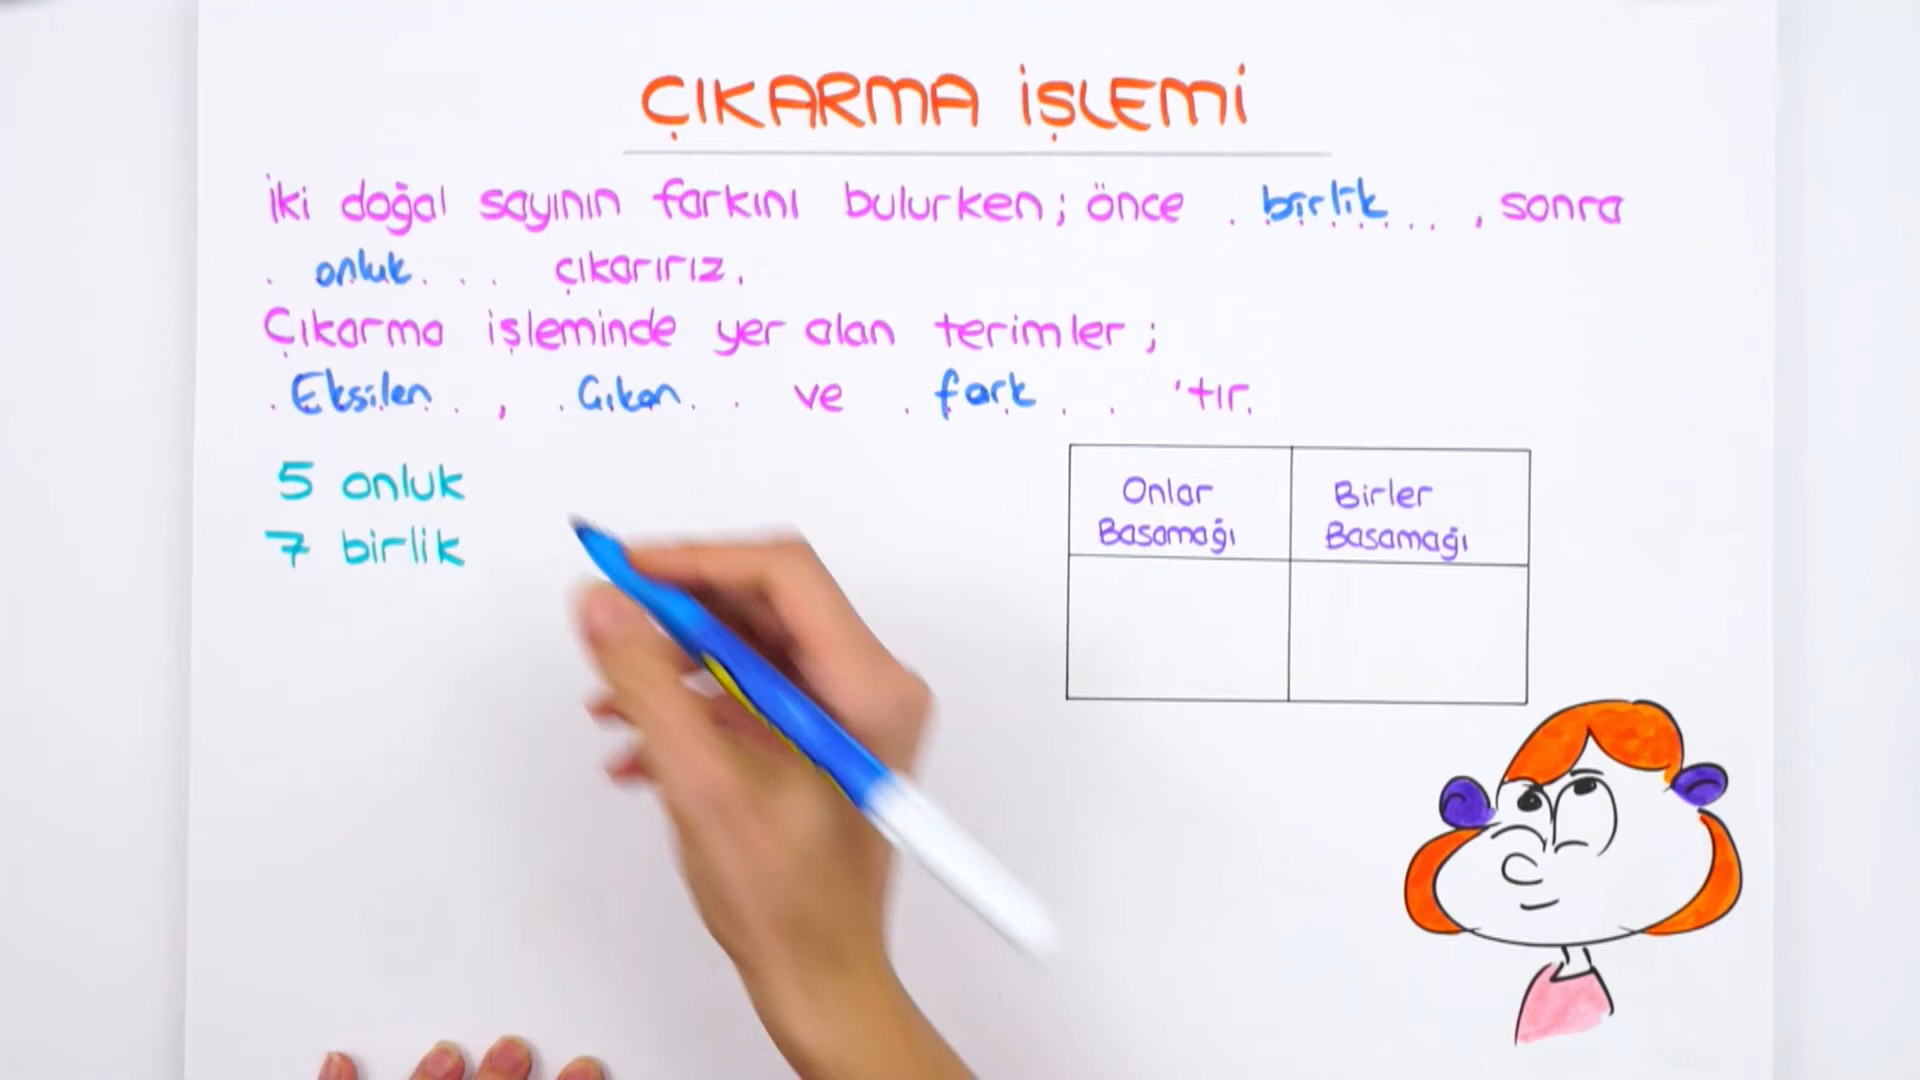 ÇIKARMA İŞLEMİ
İki doğal sayının farkını bulurken; önce . birlik . . , sonra
. onluk . . . çıkarırız.
Çıkarma işleminde yer alan terimler;
. Eksilen . , . Çıkan . . ve . fark . . 'tır.
5 onluk
7 birlik
Onlar
Basamağı
Birler
Basamağı